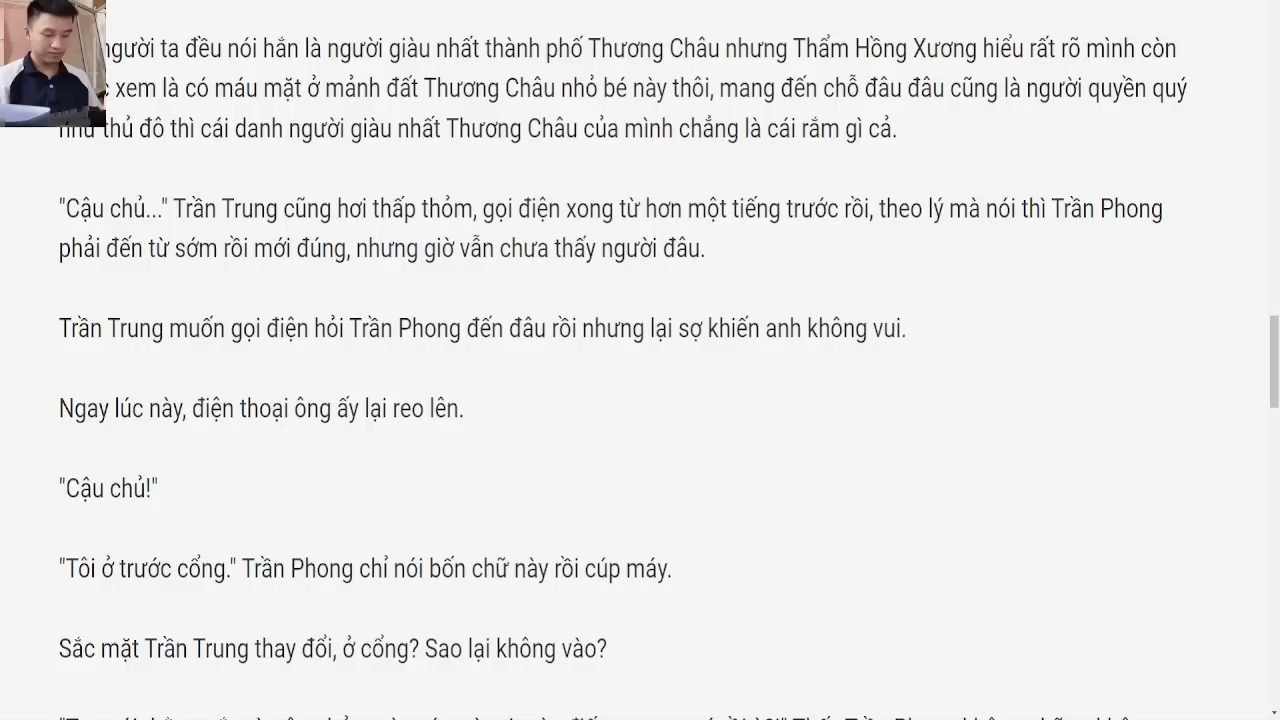 người ta đều nói hắn là người giàu nhất thành phố Thương Châu nhưng Thẩm Hồng Xương hiểu rất rõ mình còn
xem là có máu mặt ở mảnh đất Thương Châu nhỏ bé này thôi, mang đến chỗ đâu đâu cũng là người quyền quý
như thủ đô thì cái danh người giàu nhất Thương Châu của mình chẳng là cái rắm gì cả.
"Cậu chủ..." Trần Trung cũng hơi thấp thỏm, gọi điện xong từ hơn một tiếng trước rồi, theo lý mà nói thì Trần Phong
phải đến từ sớm rồi mới đúng, nhưng giờ vẫn chưa thấy người đâu.
Trần Trung muốn gọi điện hỏi Trần Phong đến đâu rồi nhưng lại sợ khiến anh không vui.
Ngay lúc này, điện thoại ông ấy lại reo lên.
"Cậu chủ!"
"Tôi ở trước cổng." Trần Phong chỉ nói bốn chữ này rồi cúp máy.
Sắc mặt Trần Trung thay đổi, ở cổng? Sao lại không vào?